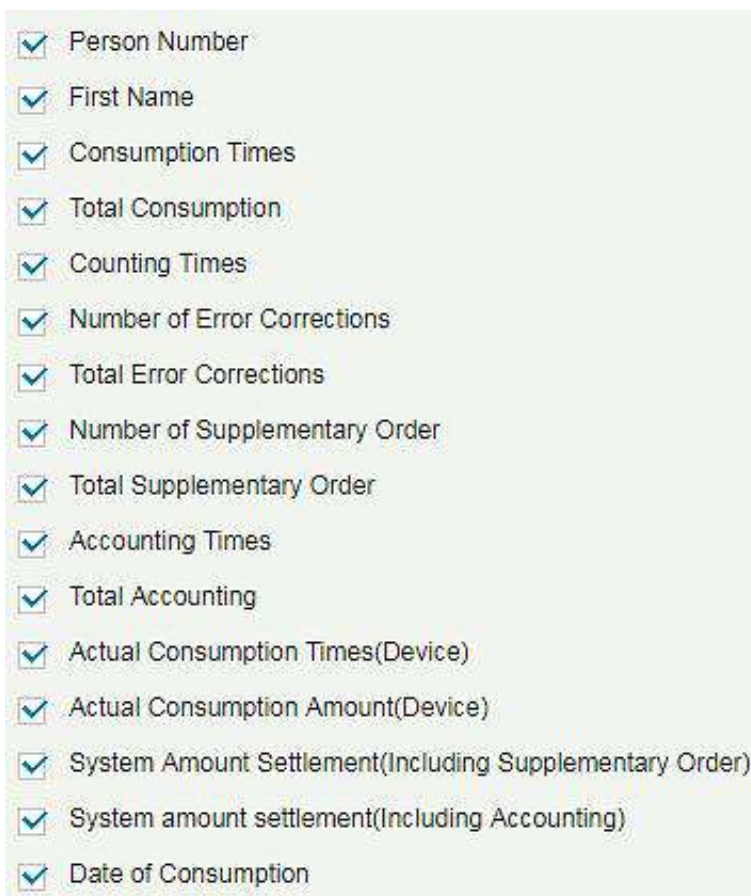 Person Number
First Name
Consumption Times
Total Consumption
Counting Times
Number of Error Corrections
Total Error Corrections
Number of Supplementary Order
Total Supplementary Order
Accounting Times
Total Accounting
Actual Consumption Times(Device)
Actual Consumption Amount(Device)
System Amount Settlement(Including Supplementary Order)
System amount settlement(Including Accounting)
Date of Consumption